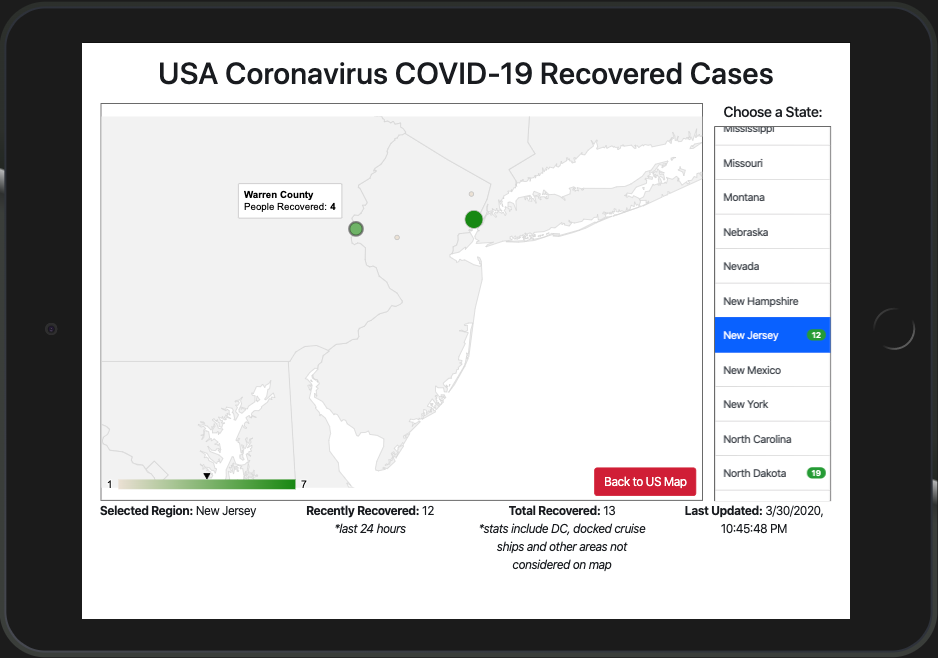 USA Coronavirus COVID-19 Recovered Cases
Choose a State:
Mississippi
Missouri
Montana
Nebraska
Nevada
New Hampshire
New Jersey 12
New Mexico
New York
North Carolina
North Dakota 19
Warren County
People Recovered: 4
1
7
Back to US Map
Selected Region: New Jersey
Recently Recovered: 12
*last 24 hours
Total Recovered: 13
*stats include DC, docked cruise
ships and other areas not
considered on map
Last Updated: 3/30/2020,
10:45:48 PM